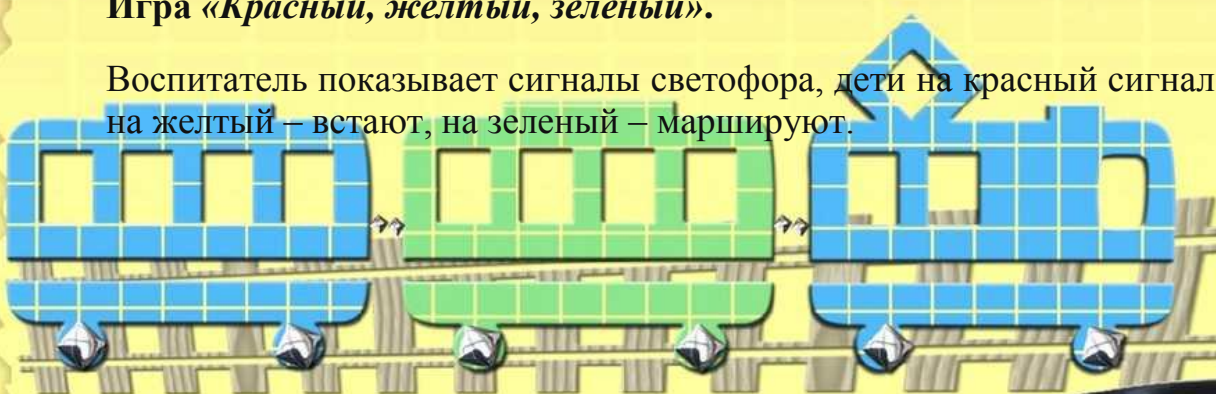 Игра «Красный, желтый, зеленый».
Воспитатель показывает сигналы светофора, дети на красный сигнал
на желтый – встают, на зеленый – маршируют.